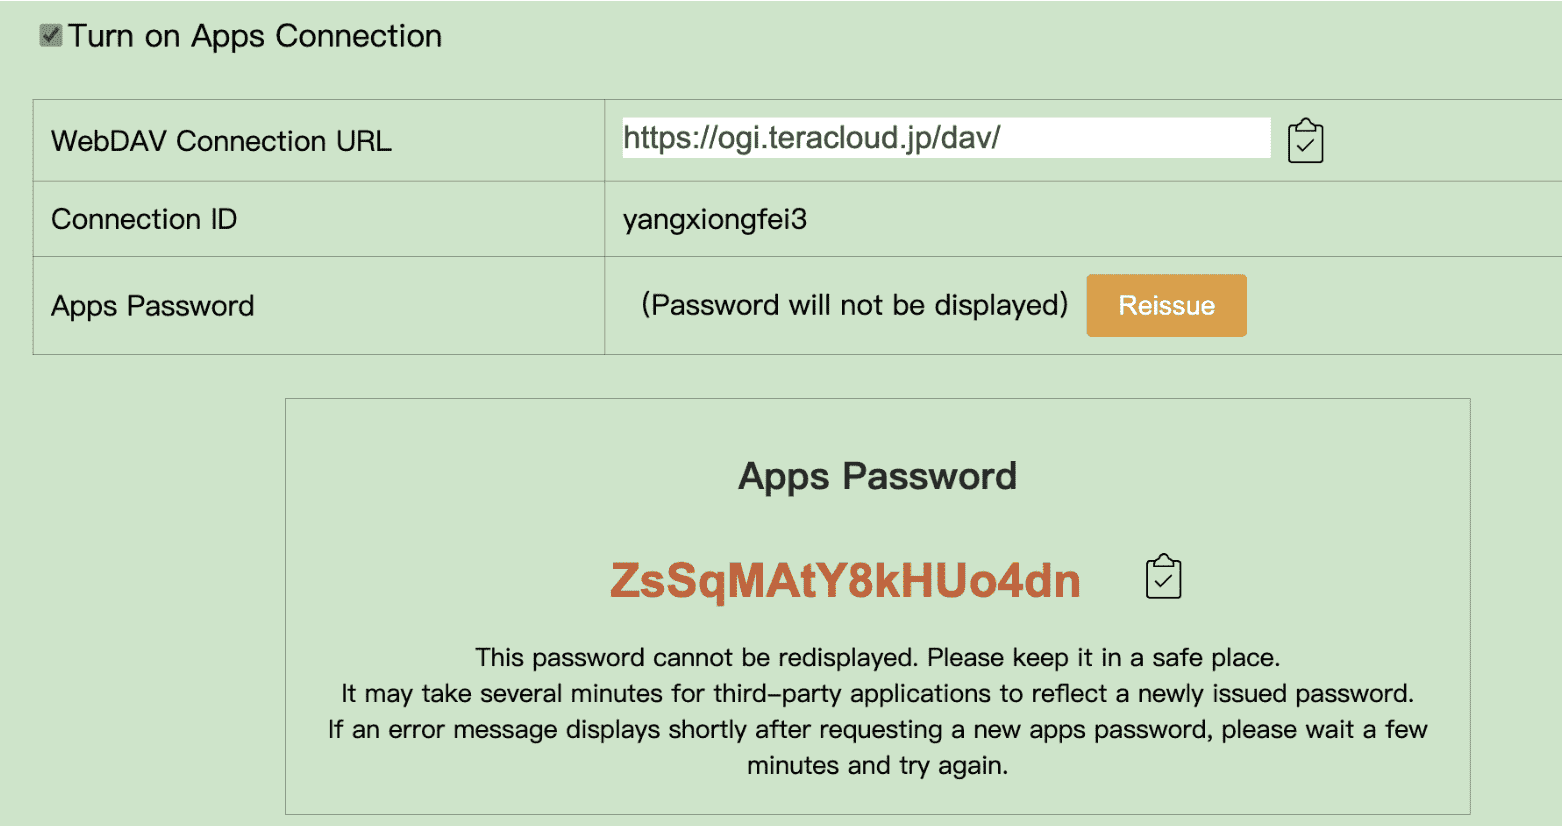 Turn on Apps Connection
WebDAV Connection URL
https://ogi.teracloud.jp/dav/
Connection ID
yangxiongfei3
Apps Password
(Password will not be displayed)
Reissue
Apps Password
ZsSqMAtY8kHUo4dn
This password cannot be redisplayed. Please keep it in a safe place.
It may take several minutes for third-party applications to reflect a newly issued password.
If an error message displays shortly after requesting a new apps password, please wait a few
minutes and try again.